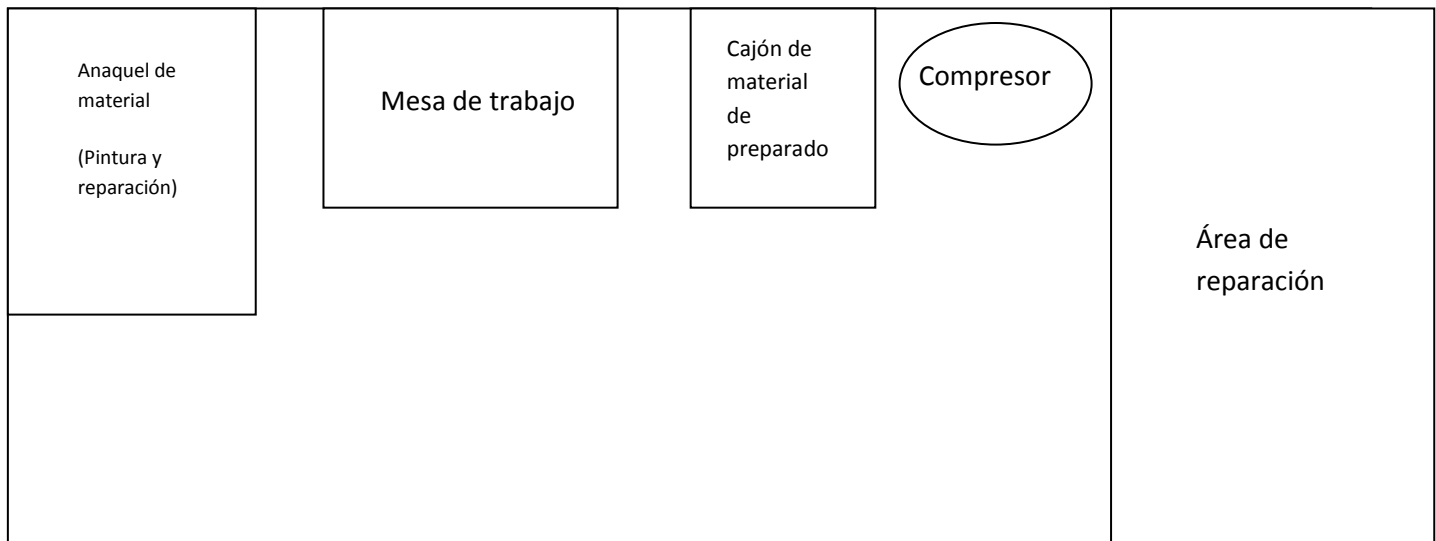 Anaquel de
material
(Pintura y
reparación)
Mesa de trabajo
Cajón de
material
de
preparado
Compresor
Área de
reparación